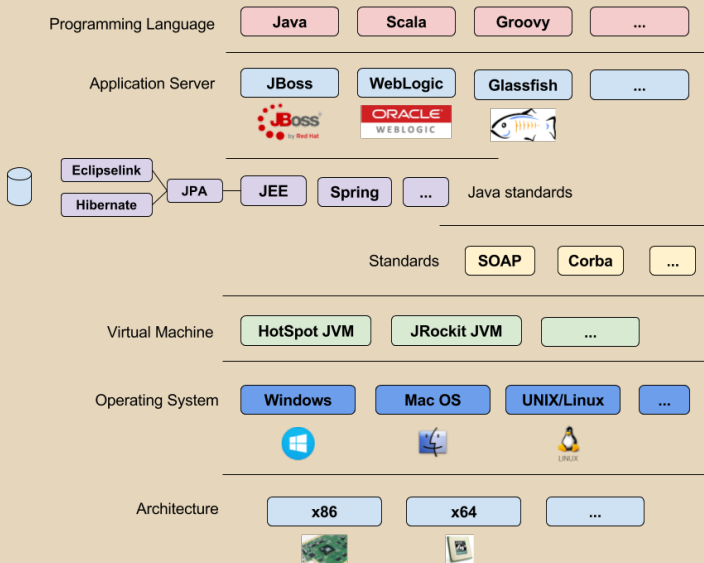 Programming Language
Java
Scala
Groovy
...
Application Server
JBoss
WebLogic
Glassfish
...
JBoss
by Red Hat
ORACLE
WEBLOGIC
Eclipselink
Hibernate
JPA
JEE
Spring
...
Java standards
Standards
SOAP
Corba
...
Virtual Machine
HotSpot JVM
JRockit JVM
...
Operating System
Windows
Mac OS
UNIX/Linux
...
LINUX
Architecture
x86
x64
...